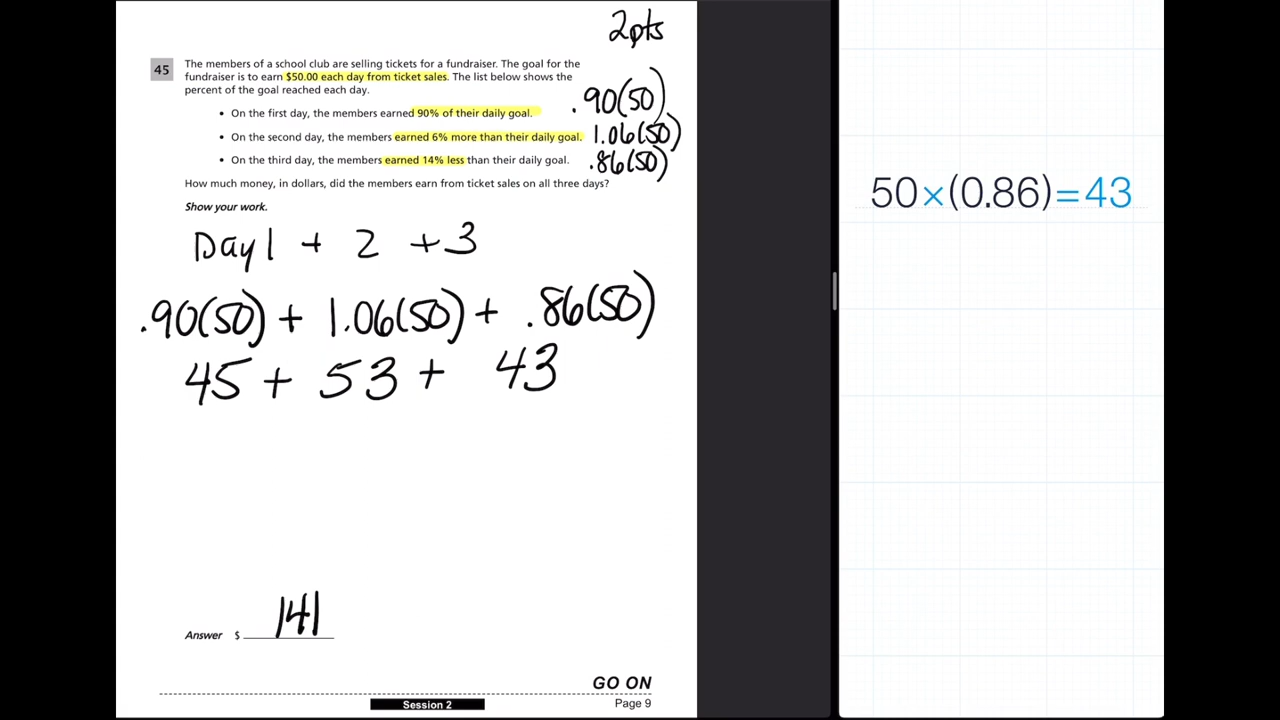 2pts
45 The members of a school club are selling tickets for a fundraiser. The goal for the
fundraiser is to earn $50.00 each day from ticket sales. The list below shows the
percent of the goal reached each day.
.90(50)
• On the first day, the members earned 90% of their daily goal.
• On the second day, the members earned 6% more than their daily goal. 1.06(50)
• On the third day, the members earned 14% less than their daily goal. .86(50)
How much money, in dollars, did the members earn from ticket sales on all three days?
Show your work.
Day 1 + 2 + 3
.90(50) + 1.06(50) + .86(50)
45 + 53 + 43
Answer $ 141
GO ON
Session 2
Page 9
50×(0.86)=43